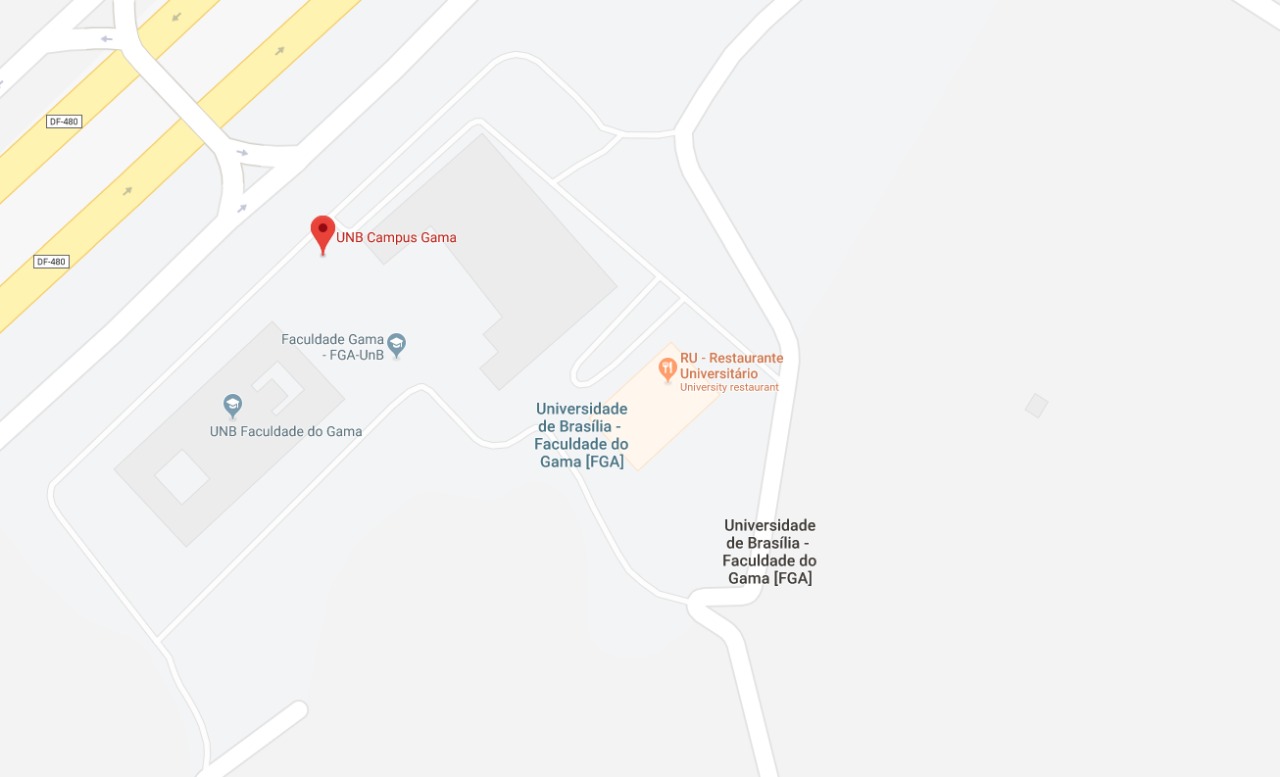 DF-480
DF-480
UNB Campus Gama
Faculdade Gama
- FGA-UnB
UNB Faculdade do Gama
RU - Restaurante
Universitário
University restaurant
Universidade
de Brasília -
Faculdade do
Gama [FGA]
Universidade
de Brasília -
Faculdade do
Gama [FGA]